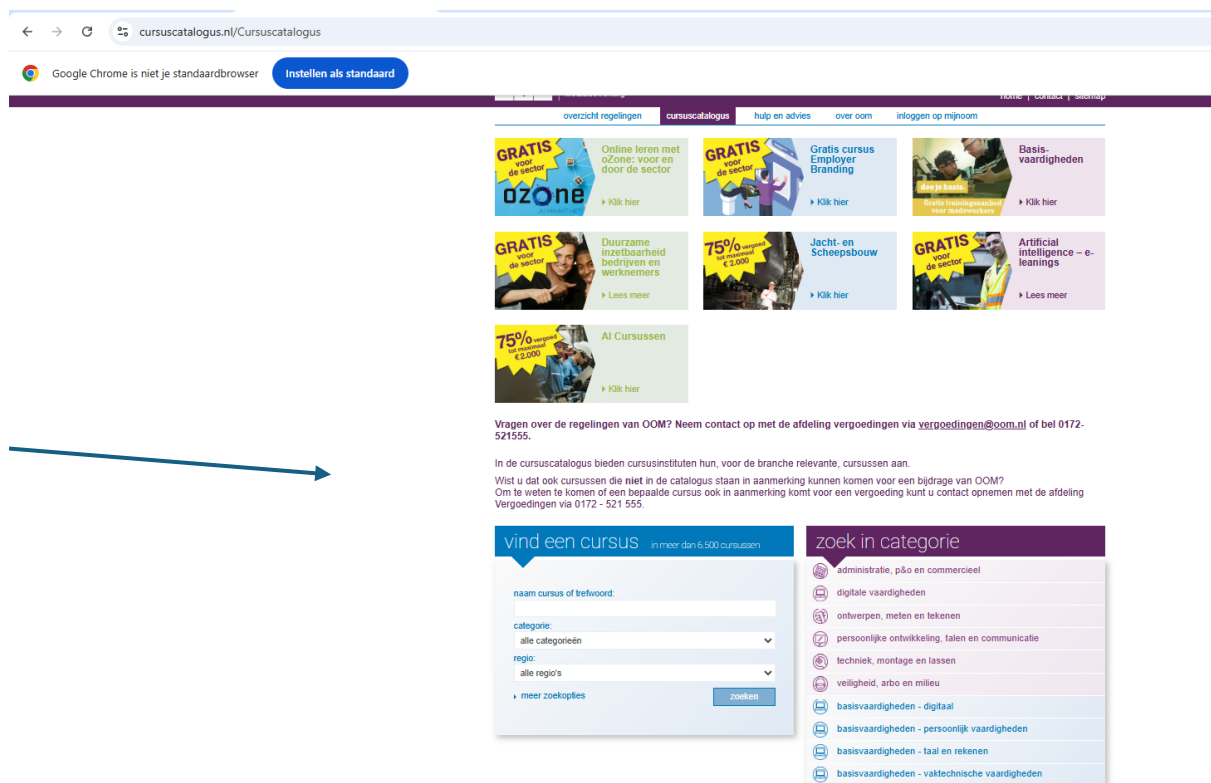 cursuscatalogus.nl/Cursuscatalogus
Google Chrome is niet je standaardbrowser
Instellen als standaard
home | contact | sitemap
overzicht regelingen
cursuscatalogus
hulp en advies
over oom
inloggen op mijnoom
GRATIS
voor
de sector
ozone
Online leren met
oZone: voor en
door de sector
Klik hier
GRATIS
voor
de sector
Gratis cursus
Employer
Branding
Klik hier
doe je basis.
Gratis trainingsaanbod
voor medewerkers
Basis-
vaardigheden
Klik hier
GRATIS
voor
de sector
Duurzame
inzetbaarheid
bedrijven en
werknemers
Lees meer
75% vergoed
tot maximaal
€ 2.000
Jacht- en
Scheepsbouw
Klik hier
GRATIS
voor
de sector
Artificial
intelligence – e-
leanings
Lees meer
75% vergoed
tot maximaal
€ 2.000
AI Cursussen
Klik hier
Vragen over de regelingen van OOM? Neem contact op met de afdeling vergoedingen via vergoedingen@oom.nl of bel 0172-
521555.
In de cursuscatalogus bieden cursusinstituten hun, voor de branche relevante, cursussen aan.
Wist u dat ook cursussen die niet in de catalogus staan in aanmerking kunnen komen voor een bijdrage van OOM?
Om te weten te komen of een bepaalde cursus ook in aanmerking komt voor een vergoeding kunt u contact opnemen met de afdeling
Vergoedingen via 0172 - 521 555.
vind een cursus in meer dan 6.500 cursussen
naam cursus of trefwoord:
categorie:
alle categorieën
regio:
alle regio's
meer zoekopties
zoeken
zoek in categorie
administratie, p&o en commercieel
digitale vaardigheden
ontwerpen, meten en tekenen
persoonlijke ontwikkeling, talen en communicatie
techniek, montage en lassen
veiligheid, arbo en milieu
basisvaardigheden - digitaal
basisvaardigheden - persoonlijk vaardigheden
basisvaardigheden - taal en rekenen
basisvaardigheden - vaktechnische vaardigheden